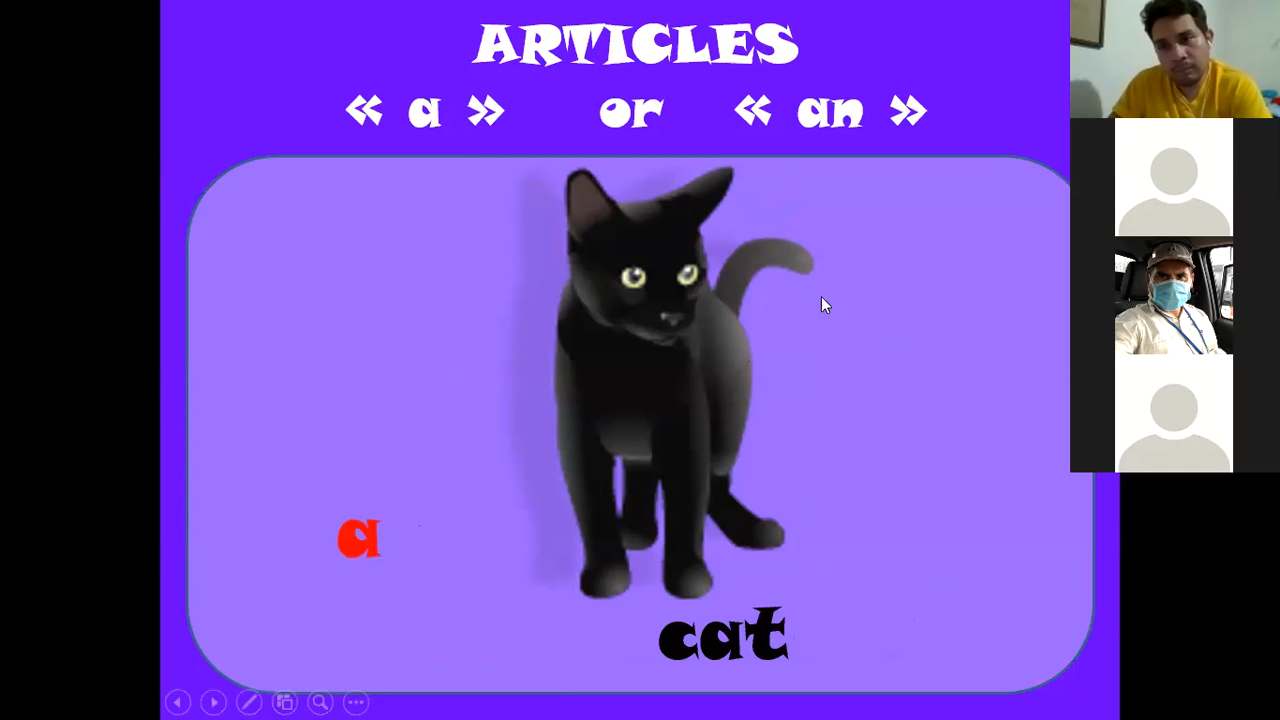 ARTICLES
« a » or « an »
a
cat